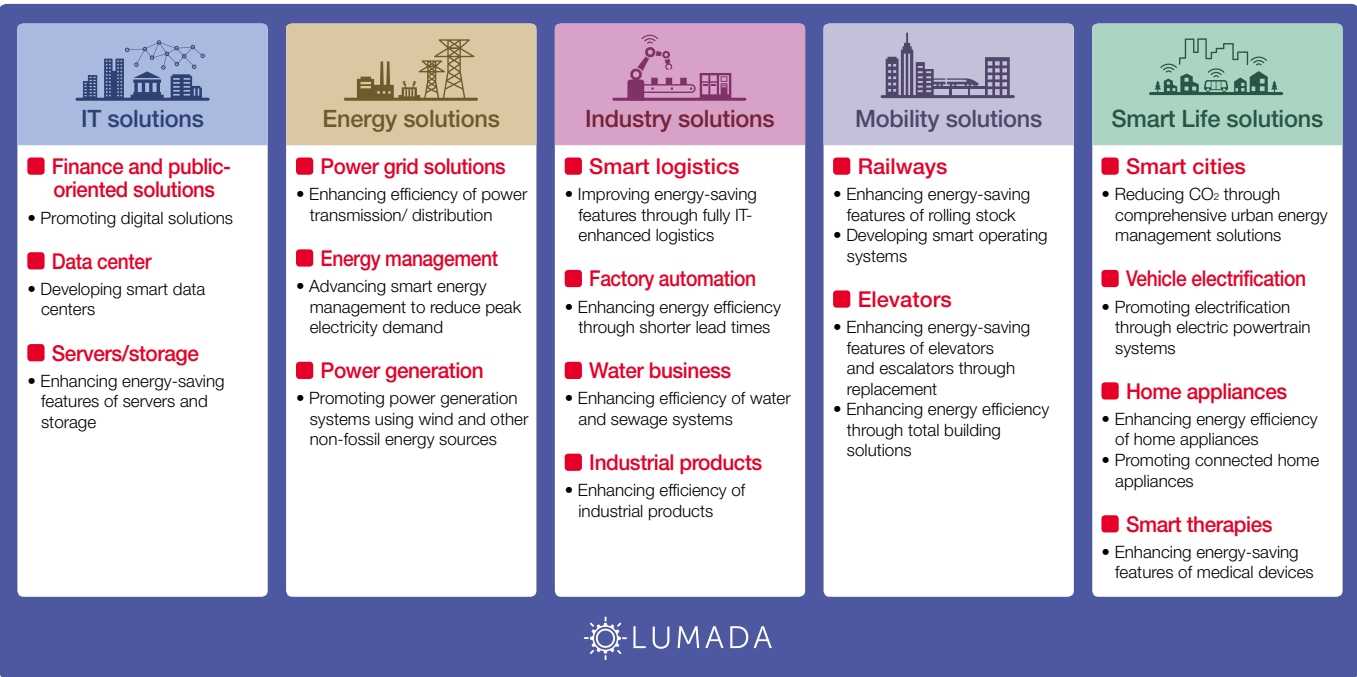 IT solutions
Finance and public-
oriented solutions
• Promoting digital solutions
Data center
• Developing smart data
centers
Servers/storage
• Enhancing energy-saving
features of servers and
storage
Energy solutions
Power grid solutions
• Enhancing efficiency of power
transmission/ distribution
Energy management
• Advancing smart energy
management to reduce peak
electricity demand
Power generation
• Promoting power generation
systems using wind and other
non-fossil energy sources
Industry solutions
Smart logistics
• Improving energy-saving
features through fully IT-
enhanced logistics
Factory automation
• Enhancing energy efficiency
through shorter lead times
Water business
• Enhancing efficiency of water
and sewage systems
Industrial products
• Enhancing efficiency of
industrial products
Mobility solutions
Railways
• Enhancing energy-saving
features of rolling stock
• Developing smart operating
systems
Elevators
• Enhancing energy-saving
features of elevators
and escalators through
replacement
• Enhancing energy efficiency
through total building
solutions
Smart Life solutions
Smart cities
• Reducing CO₂ through
comprehensive urban energy
management solutions
Vehicle electrification
• Promoting electrification
through electric powertrain
systems
Home appliances
• Enhancing energy efficiency
of home appliances
• Promoting connected home
appliances
Smart therapies
• Enhancing energy-saving
features of medical devices
LUMADA